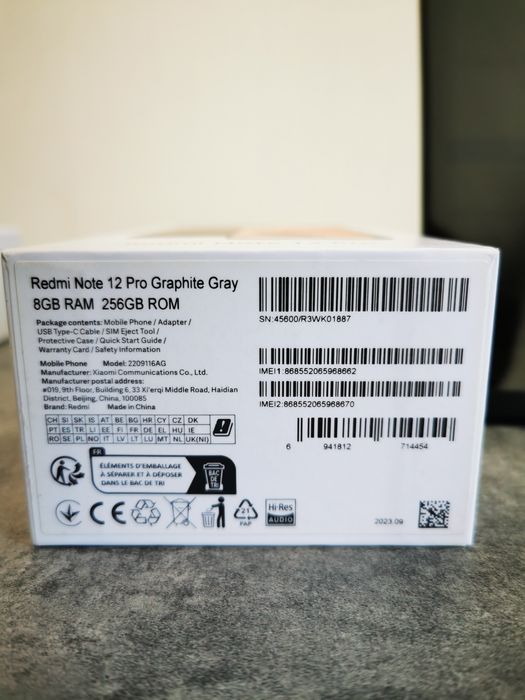 Redmi Note 12 Pro Graphite Gray
8GB RAM 256GB ROM
Package contents: Mobile Phone / Adapter /
USB Type-C Cable / SIM Eject Tool /
Protective Case / Quick Start Guide /
Warranty Card / Safety Information
Mobile Phone Model: 2209116AG
Manufacturer: Xiaomi Communications Co., Ltd.
Manufacturer postal address:
#019, 9th Floor, Building 6, 33 Xi'erqi Middle Road, Haidian
District, Beijing, China, 100085
Brand: Redmi Made in China
CH SI SK IS AT BE BG HR CY CZ DK
PT ES TR LI EE FI FR DE EL HU IE
RO SE PL NO IT LV LT LU MT NL UK(NI)
FR
ÉLÉMENTS D'EMBALLAGE
À SÉPARER ET À DÉPOSER
DANS LE BAC DE TRI
BAC
DE
TRI
CE
21
PAP
Hi-Res
AUDIO
SN:45600/R3WK01887
IMEI1:868552065968662
IMEI2:868552065968670
6 941812 714454
2023.09